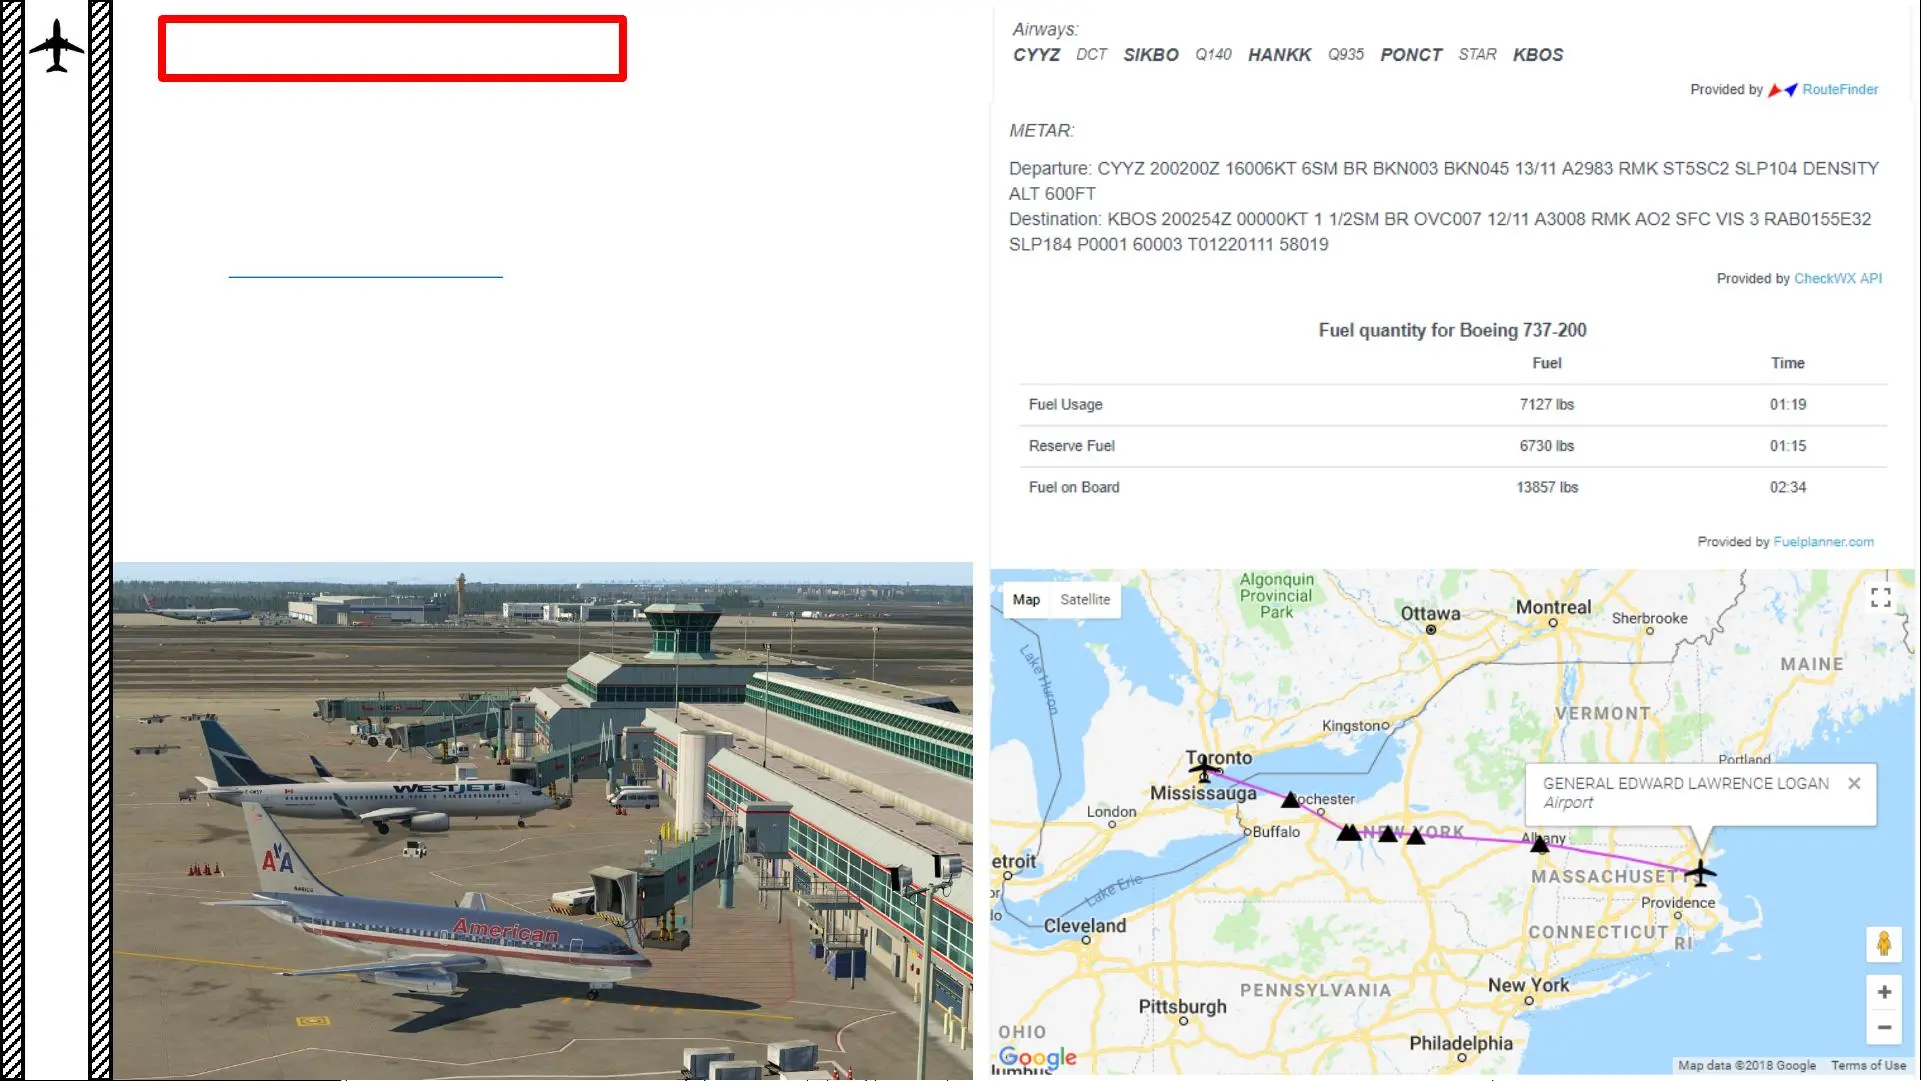 Airways:
CYYZ DCT SIKBO Q140 HANKK Q935 PONCT STAR KBOS
Provided by RouteFinder
METAR:
Departure: CYYZ 200200Z 16006KT 6SM BR BKN003 BKN045 13/11 A2983 RMK ST5SC2 SLP104 DENSITY
ALT 600FT
Destination: KBOS 200254Z 00000KT 1 1/2SM BR OVC007 12/11 A3008 RMK AO2 SFC VIS 3 RAB0155E32
SLP184 P0001 60003 T01220111 58019
Provided by CheckWX API
Fuel quantity for Boeing 737-200
Fuel Time
Fuel Usage 7127 lbs 01:19
Reserve Fuel 6730 lbs 01:15
Fuel on Board 13857 lbs 02:34
Provided by Fuelplanner.com
WESTJET
AA
American
Map Satellite
Algonquin
Provincial
Park
Ottawa
Montreal
Sherbrooke
Lake Huron
MAINE
VERMONT
Kingston
Toronto
Portland
GENERAL EDWARD LAWRENCE LOGAN
Airport
Mississauga
ochester
London
Buffalo
NEW YORK
Albany
etroit
MASSACHUSETTS
Lake Erie
Providence
Cleveland
CONNECTICUT
RI
New York
PENNSYLVANIA
Pittsburgh
OHIO
Philadelphia
Google
lumbus
Map data ©2018 Google Terms of Use